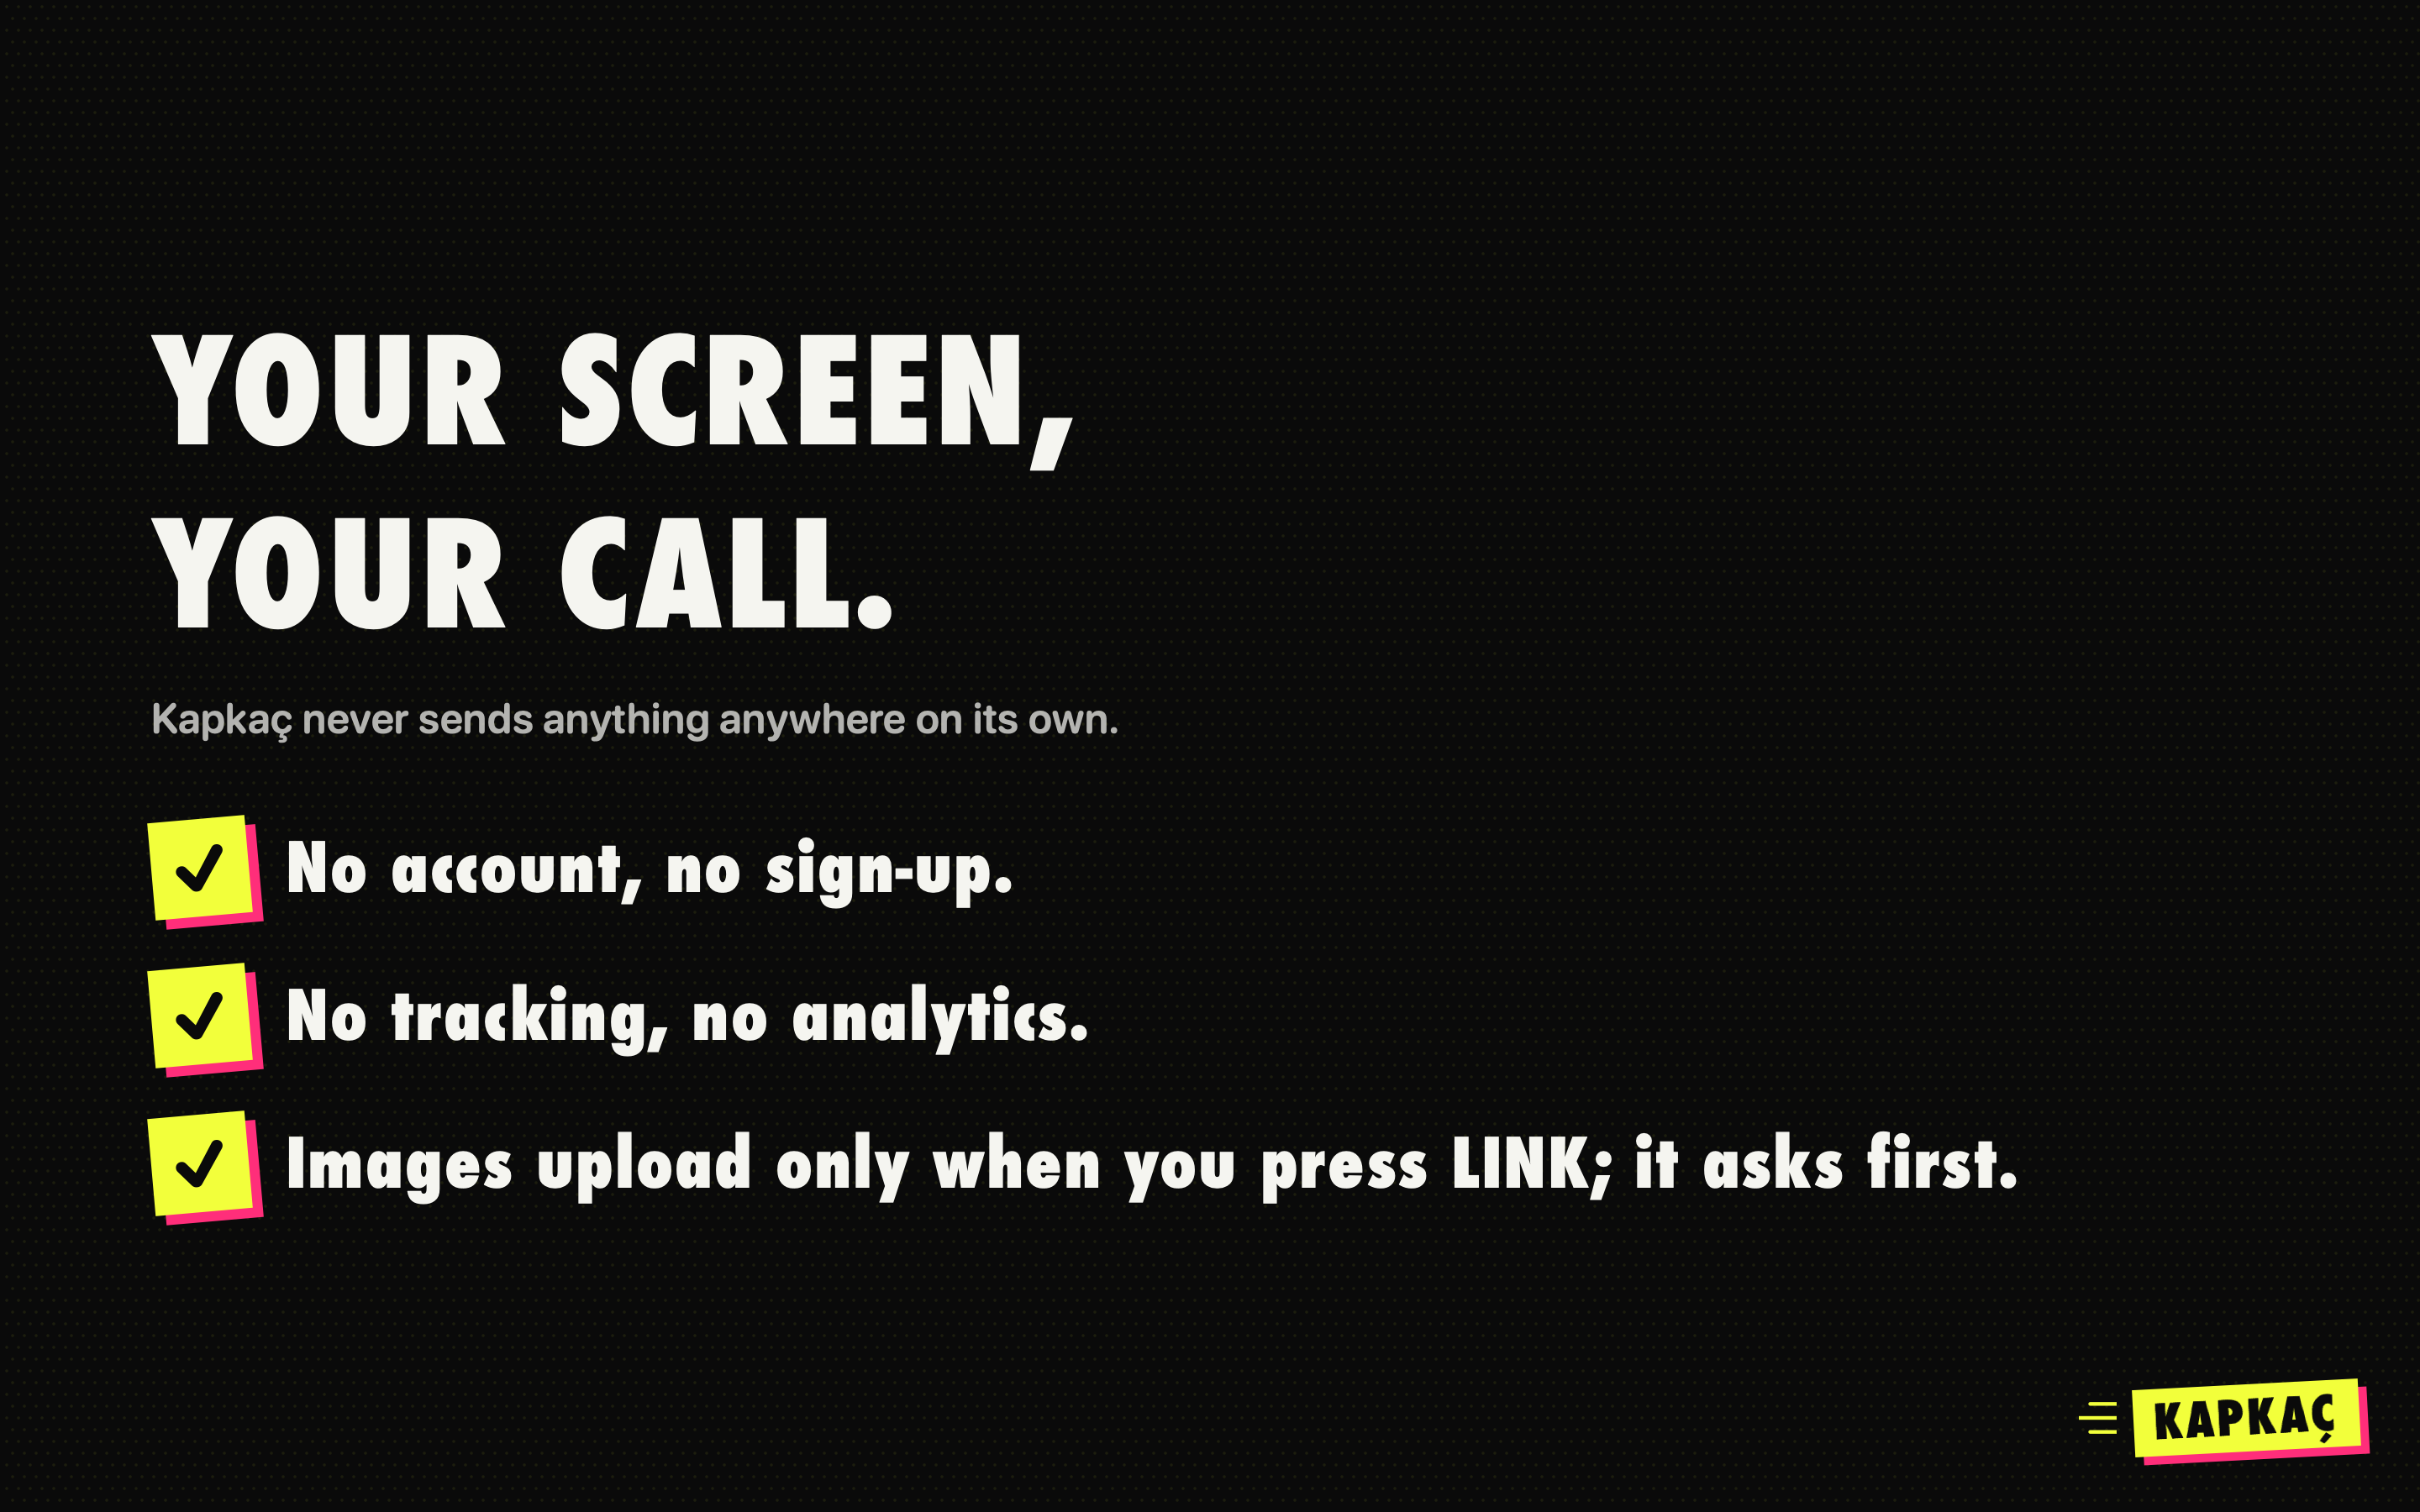 YOUR SCREEN,
YOUR CALL.
Kapkaç never sends anything anywhere on its own.
No account, no sign-up.
No tracking, no analytics.
Images upload only when you press LINK; it asks first.
KAPKAÇ